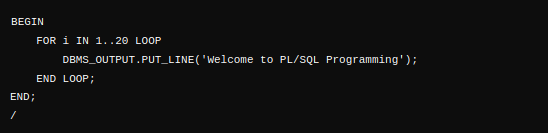 BEGIN
    FOR i IN 1..20 LOOP
        DBMS_OUTPUT.PUT_LINE('Welcome to PL/SQL Programming');
    END LOOP;
END;
/